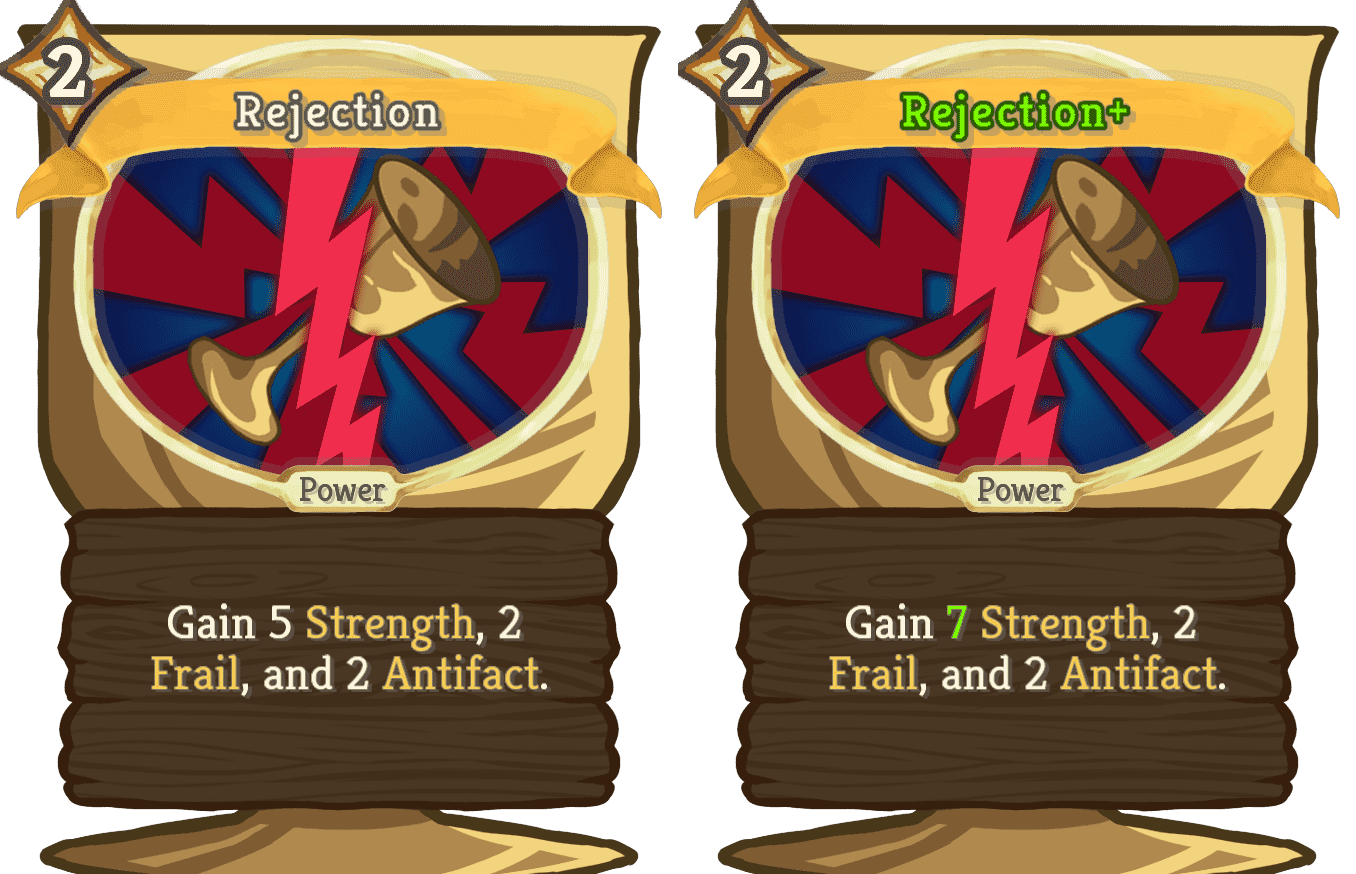 2
Rejection
Power
Gain 5 Strength, 2
Frail, and 2 Antifact.
2
Rejection+
Power
Gain 7 Strength, 2
Frail, and 2 Antifact.